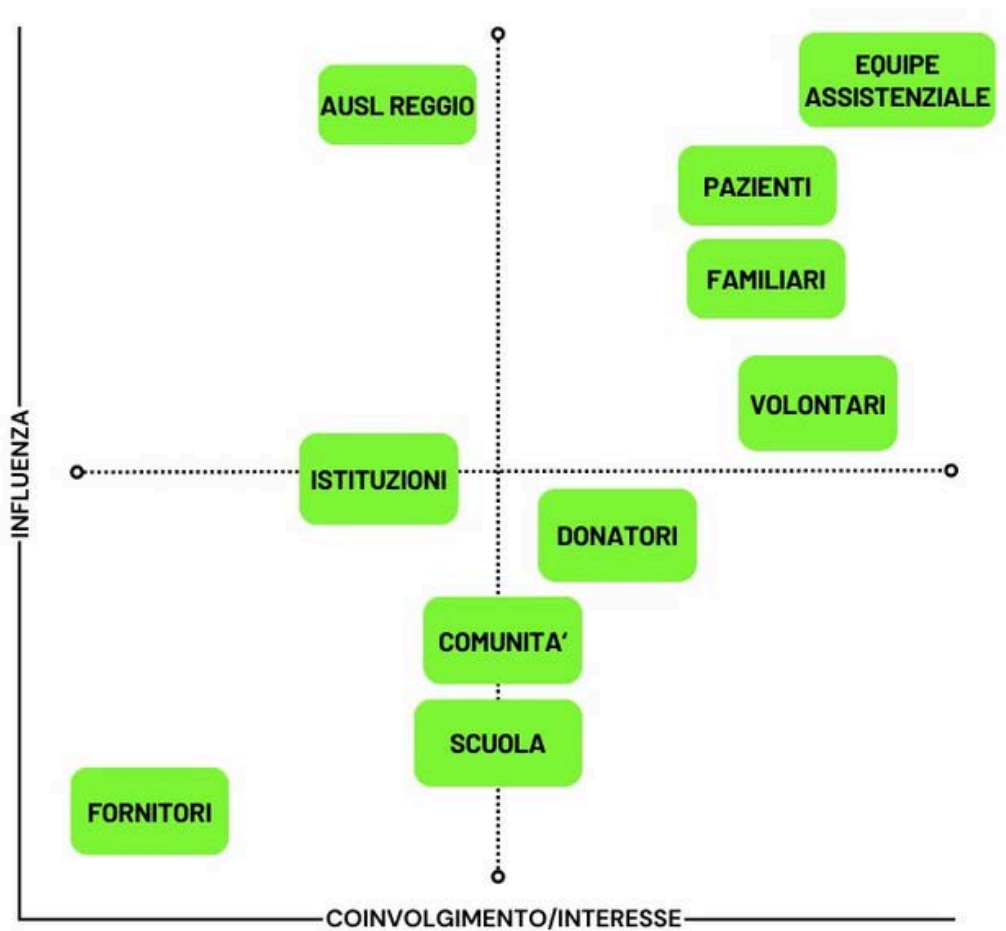 EQUIPE
ASSISTENZIALE
AUSL REGGIO
PAZIENTI
FAMILIARI
VOLONTARI
INFLUENZA
ISTITUZIONI
DONATORI
COMUNITA'
SCUOLA
FORNITORI
COINVOLGIMENTO/INTERESSE